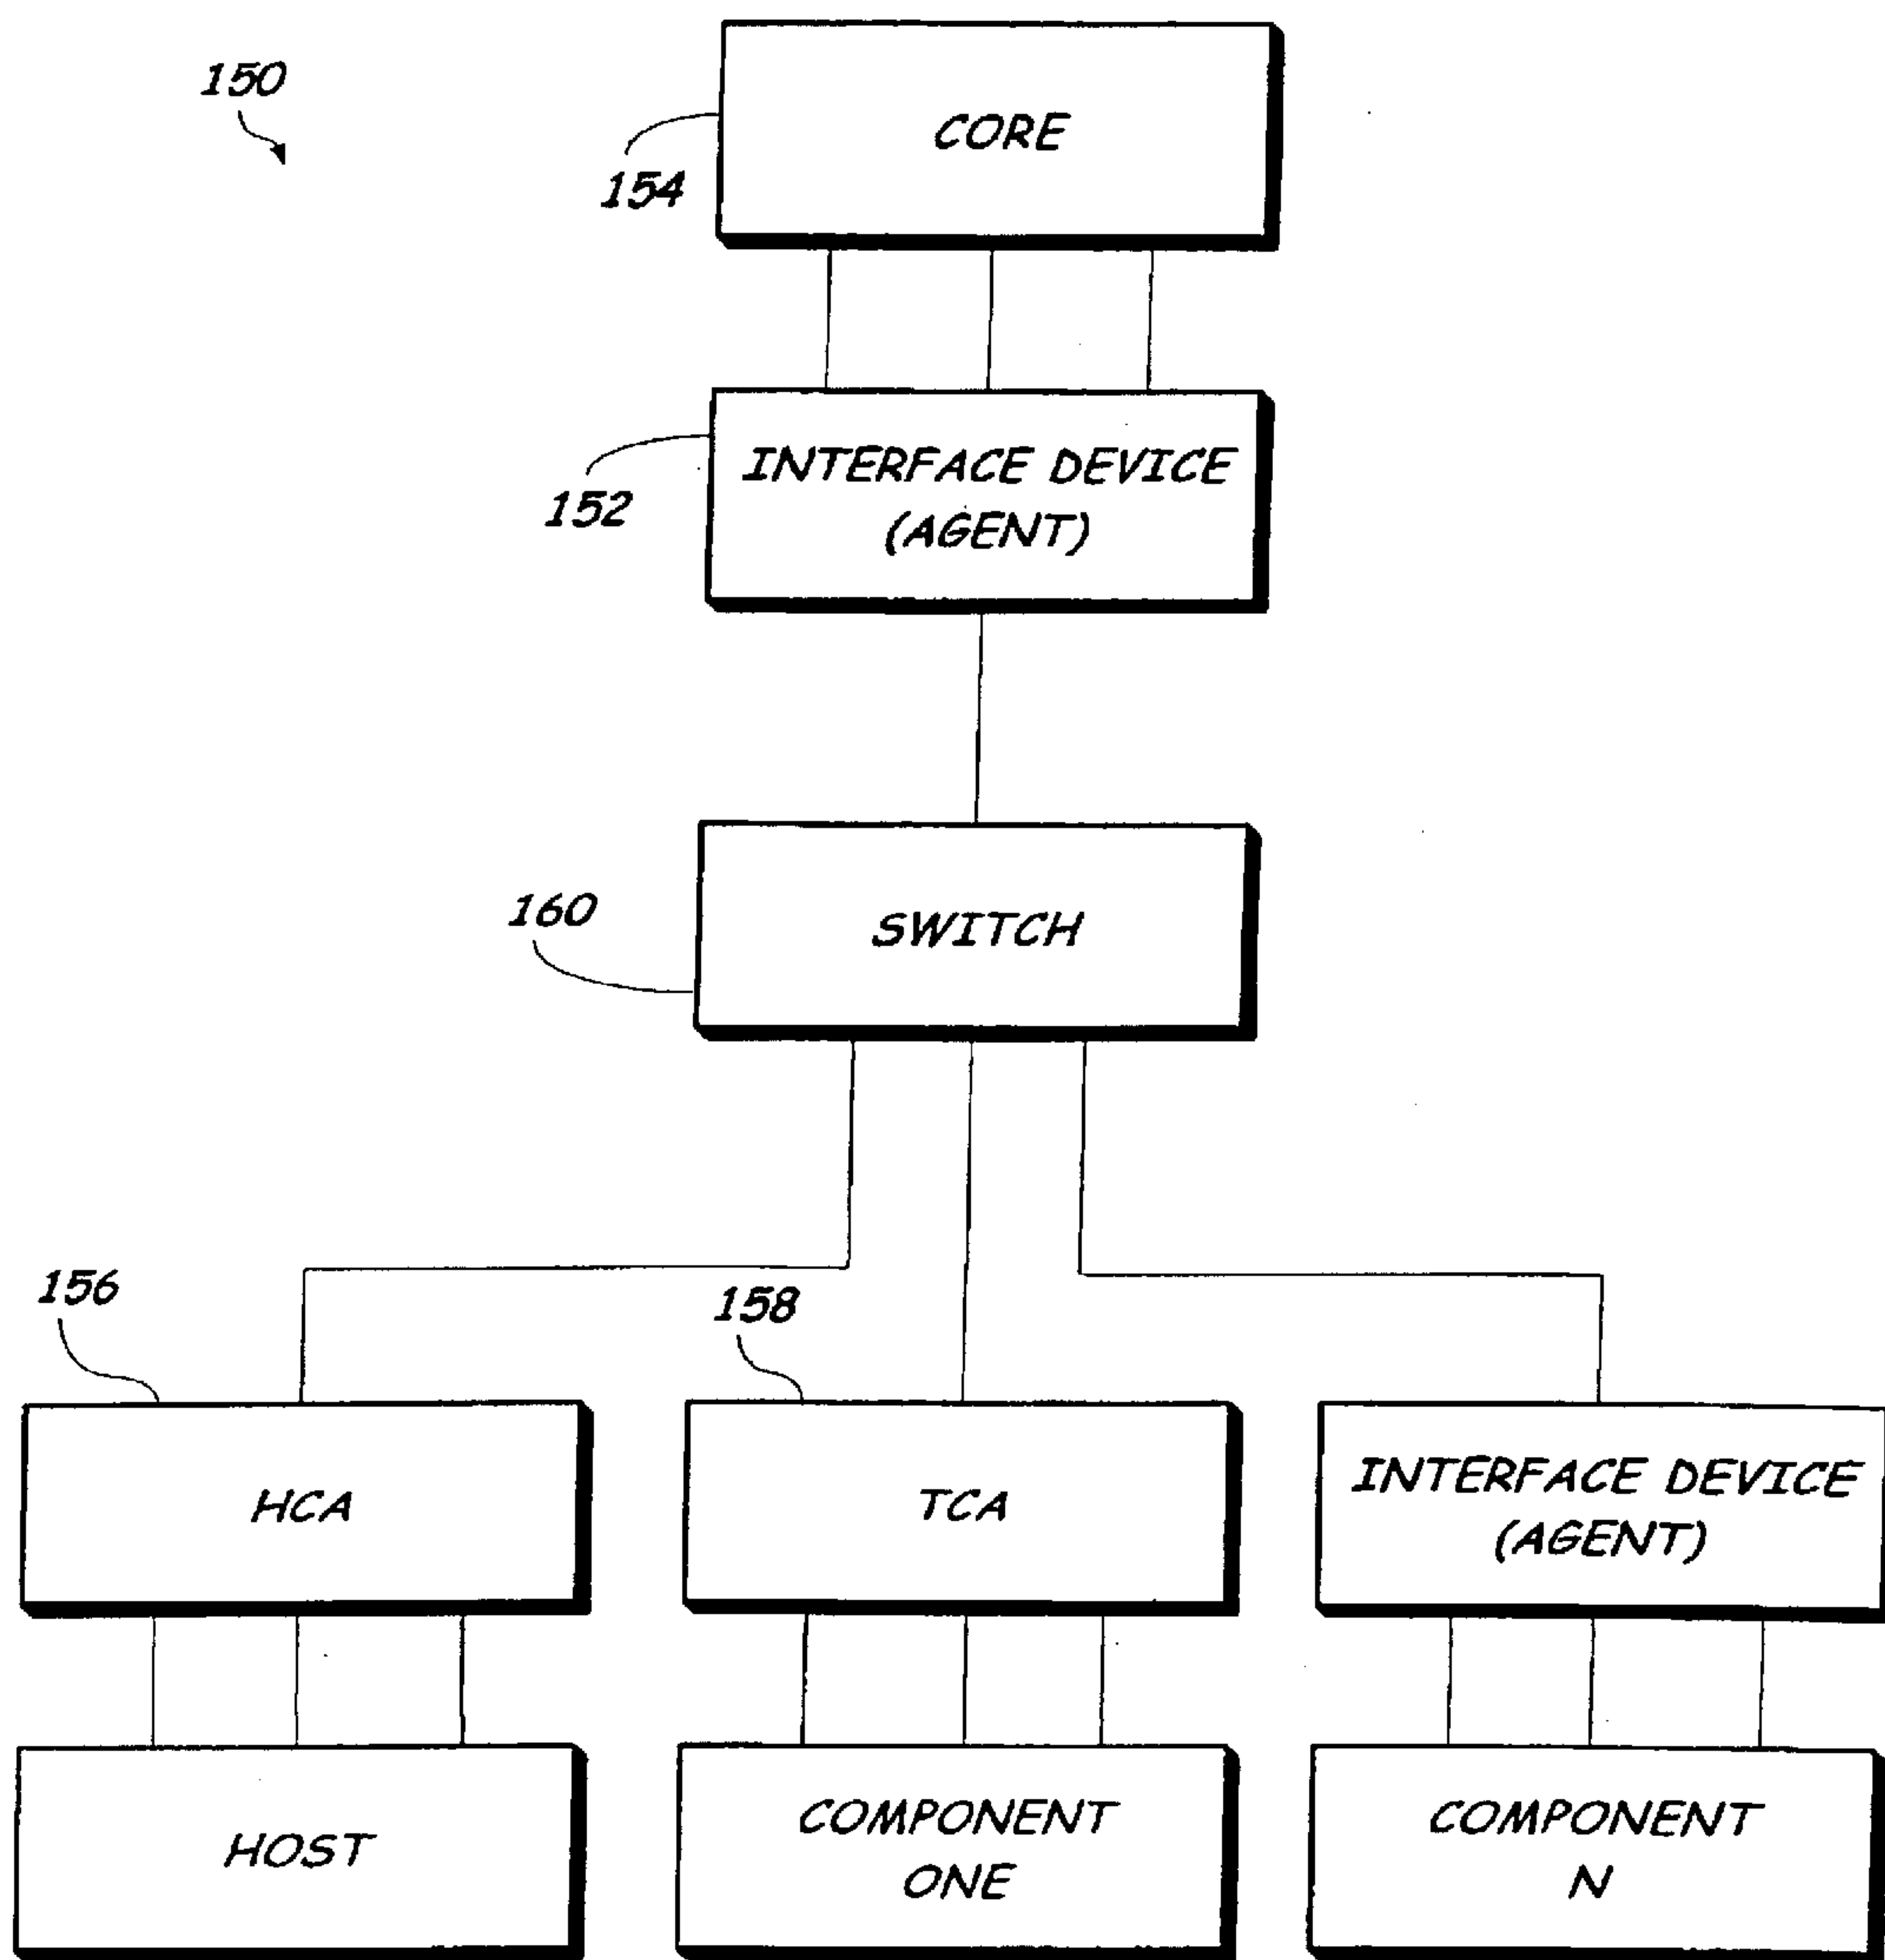 150
CORE
154
INTERFACE DEVICE
(AGENT)
152
160
SWITCH
156
158
HCA
TCA
INTERFACE DEVICE
(AGENT)
HOST
COMPONENT
ONE
COMPONENT
N